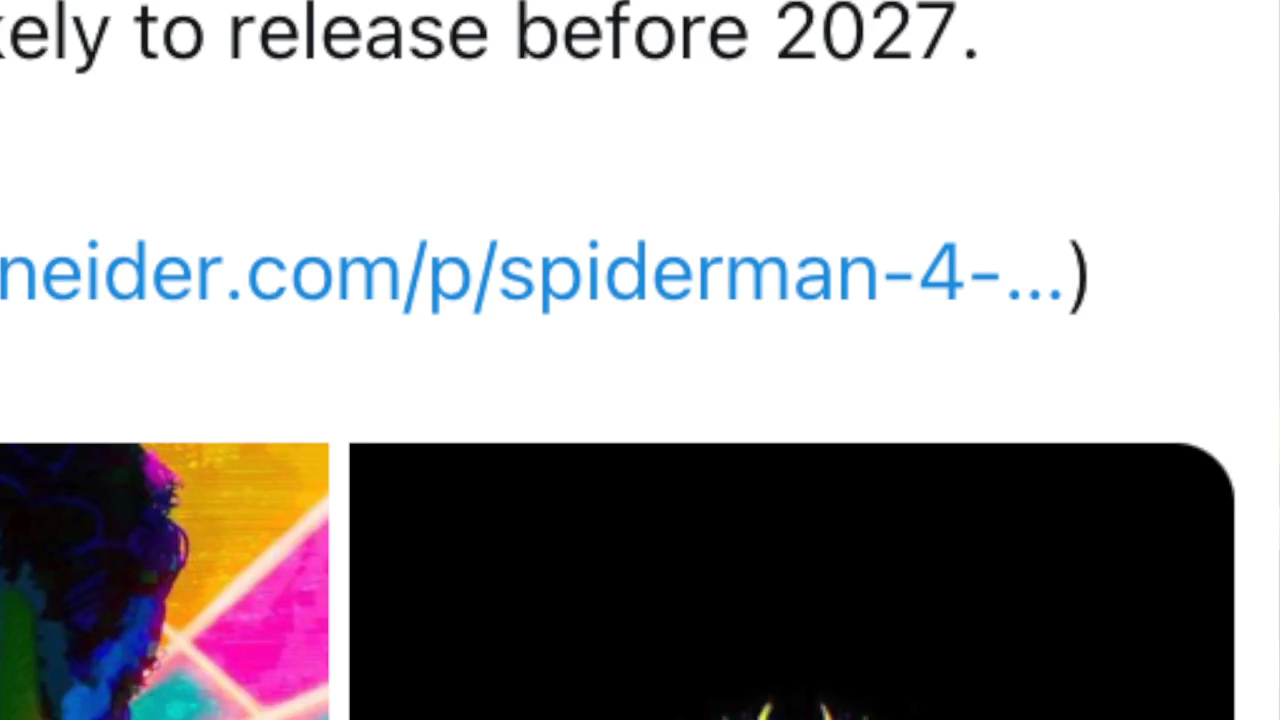 kely to release before 2027.
neider.com/p/spiderman-4-...)